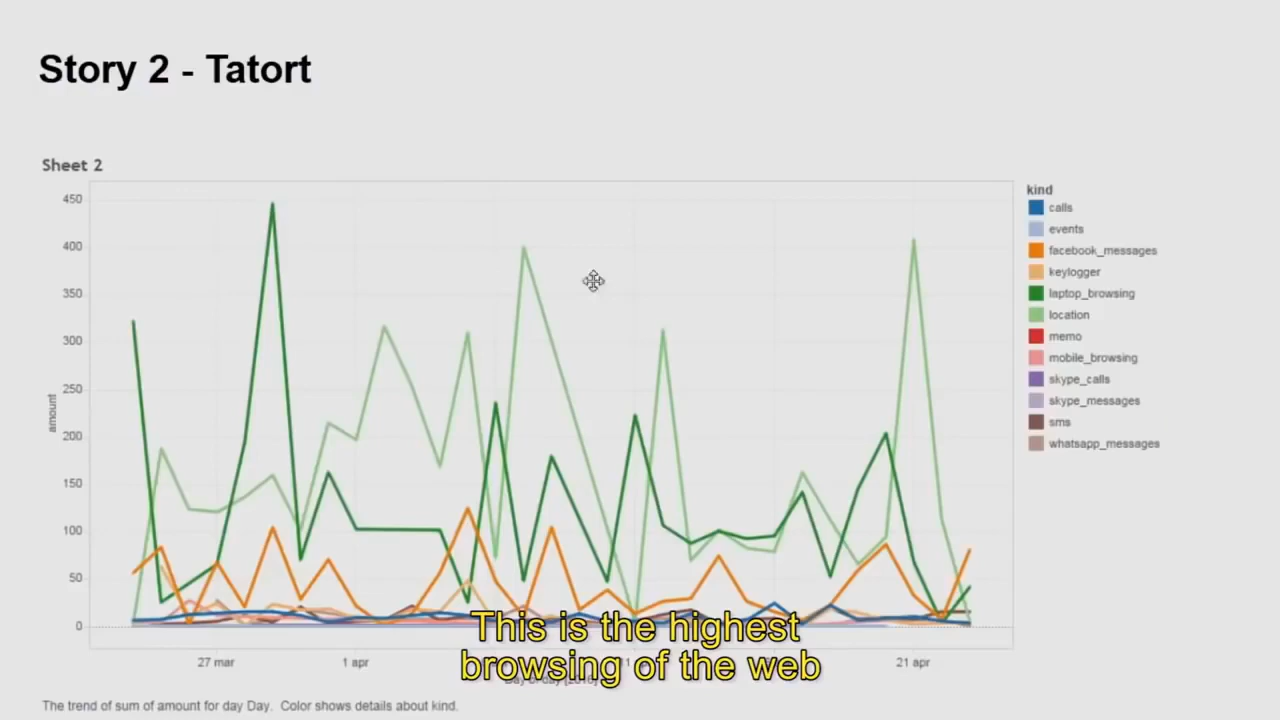 Story 2 - Tatort
Sheet 2
kind
calls
events
facebook_messages
keylogger
laptop_browsing
location
memo
mobile_browsing
skype_calls
skype_messages
sms
whatsapp_messages
450
400
350
300
250
200
150
100
50
0
amount
27 mar
1 apr
21 apr
This is the highest
browsing of the web
The trend of sum of amount for day Day. Color shows details about kind.